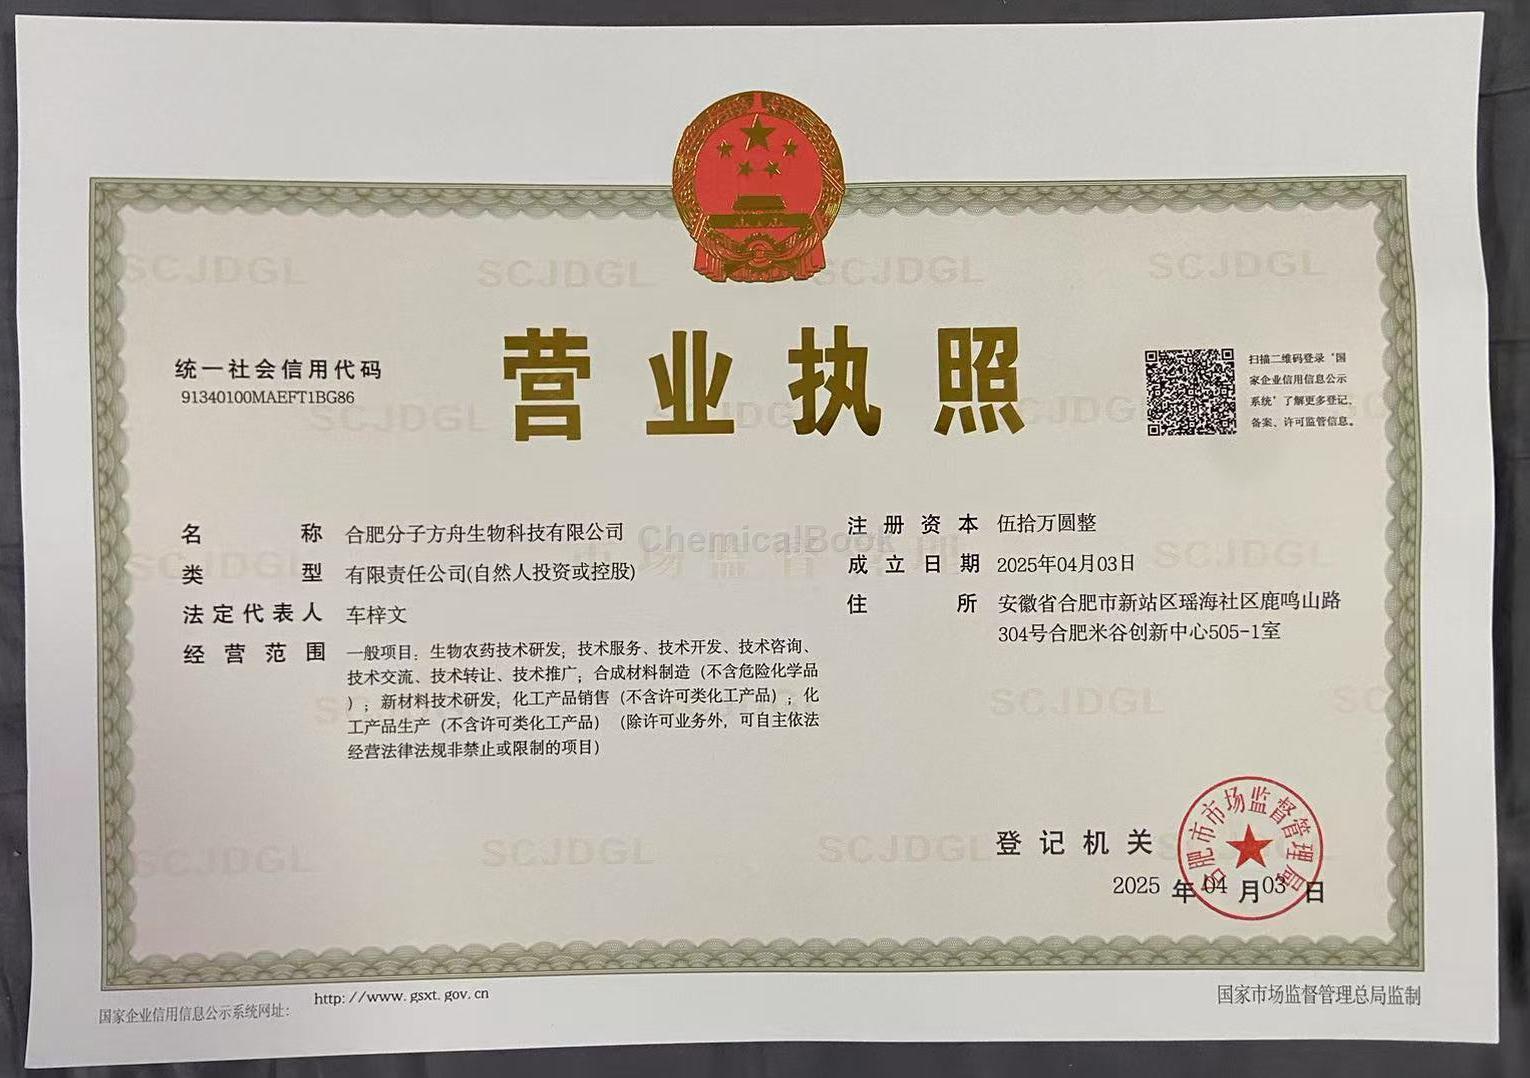 统一社会信用代码
91340100MAEFT1BG86
营业执照
扫描二维码登录‘国
家企业信用信息公示
系统’了解更多登记、
备案、许可监管信息。
名称 合肥分子方舟生物科技有限公司
类型 有限责任公司(自然人投资或控股)
法定代表人 车梓文
经营范围 一般项目：生物农药技术研发；技术服务、技术开发、技术咨询、
技术交流、技术转让、技术推广；合成材料制造（不含危险化学品
）；新材料技术研发；化工产品销售（不含许可类化工产品）；化
工产品生产（不含许可类化工产品）（除许可业务外，可自主依法
经营法律法规非禁止或限制的项目）
注册资本 伍拾万圆整
成立日期 2025年04月03日
住所 安徽省合肥市新站区瑶海社区鹿鸣山路
304号合肥米谷创新中心505-1室
ChemicalBook
市场监督管理
SCJDGL
登记机关
合肥市市场监督管理局
2025年04月03日
国家企业信用信息公示系统网址：
http://www.gsxt.gov.cn
国家市场监督管理总局监制